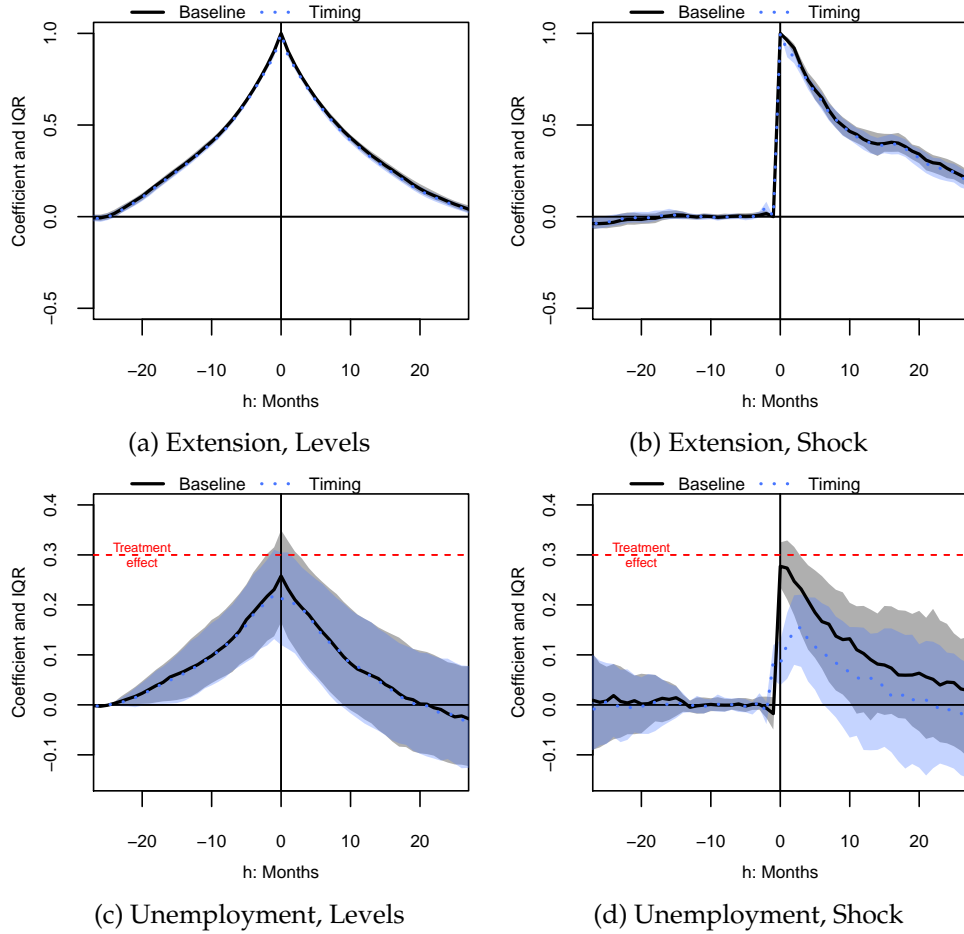 Baseline Timing
Coefficient and IQR
1.0
0.5
0.0
−0.5
−20 −10 0 10 20
h: Months
(a) Extension, Levels
Baseline Timing
Coefficient and IQR
1.0
0.5
0.0
−0.5
−20 −10 0 10 20
h: Months
(b) Extension, Shock
Baseline Timing
Coefficient and IQR
0.4
0.3
0.2
0.1
0.0
−0.1
Treatment
effect
−20 −10 0 10 20
h: Months
(c) Unemployment, Levels
Baseline Timing
Coefficient and IQR
0.4
0.3
0.2
0.1
0.0
−0.1
Treatment
effect
−20 −10 0 10 20
h: Months
(d) Unemployment, Shock